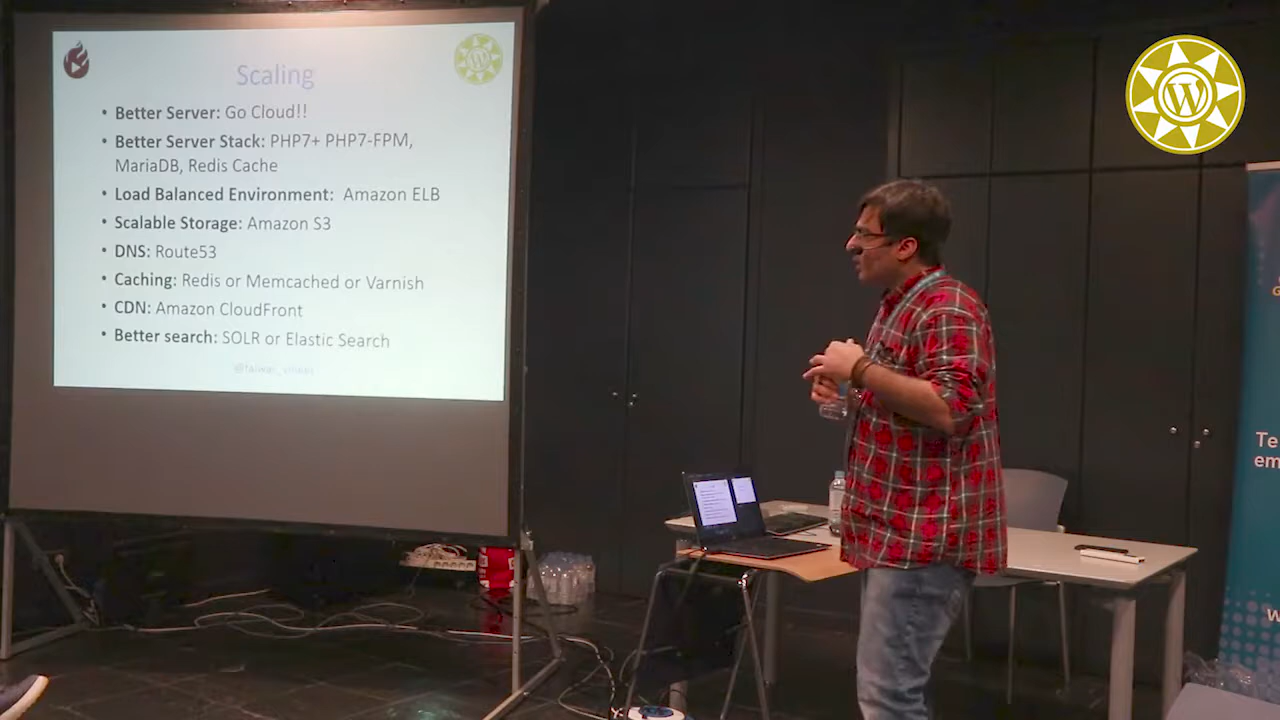 Scaling
• Better Server: Go Cloud!!
• Better Server Stack: PHP7+ PHP7-FPM,
MariaDB, Redis Cache
• Load Balanced Environment: Amazon ELB
• Scalable Storage: Amazon S3
• DNS: Route53
• Caching: Redis or Memcached or Varnish
• CDN: Amazon CloudFront
• Better search: SOLR or Elastic Search
W
Te
em
W